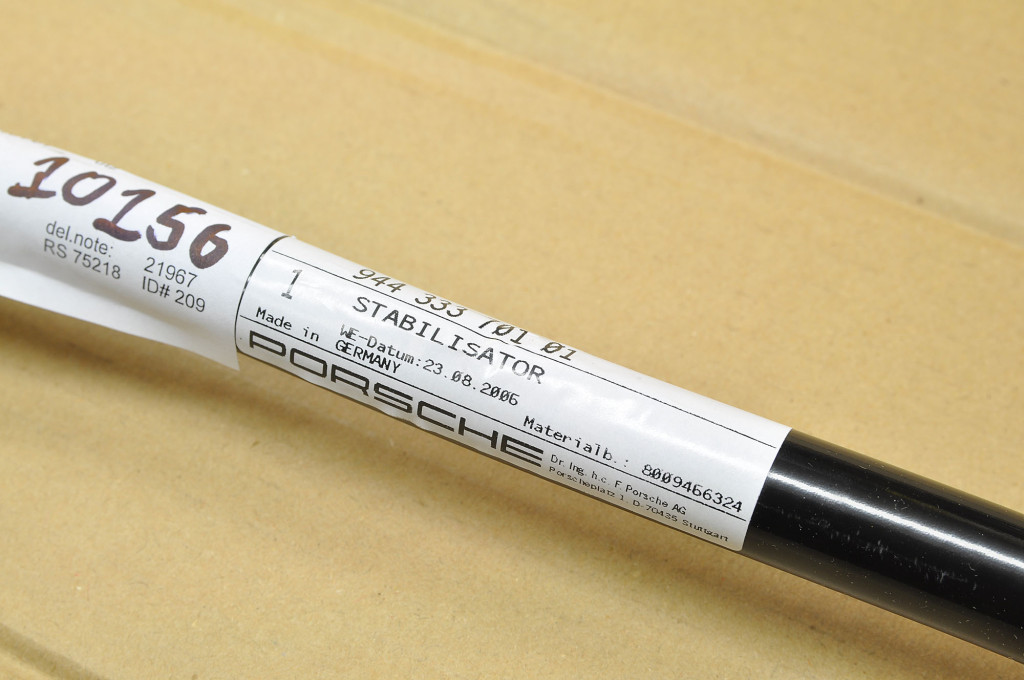 10156
del.note: 21967
RS 75218 ID# 209
944 333 701 01
1 STABILISATOR
WE-Datum:23.08.2006
Made in GERMANY
Materialb.: 8009466324
PORSCHE
Dr. Ing. h.c. F Porsche AG
Porscheplatz 1 D-70435 Stuttgart